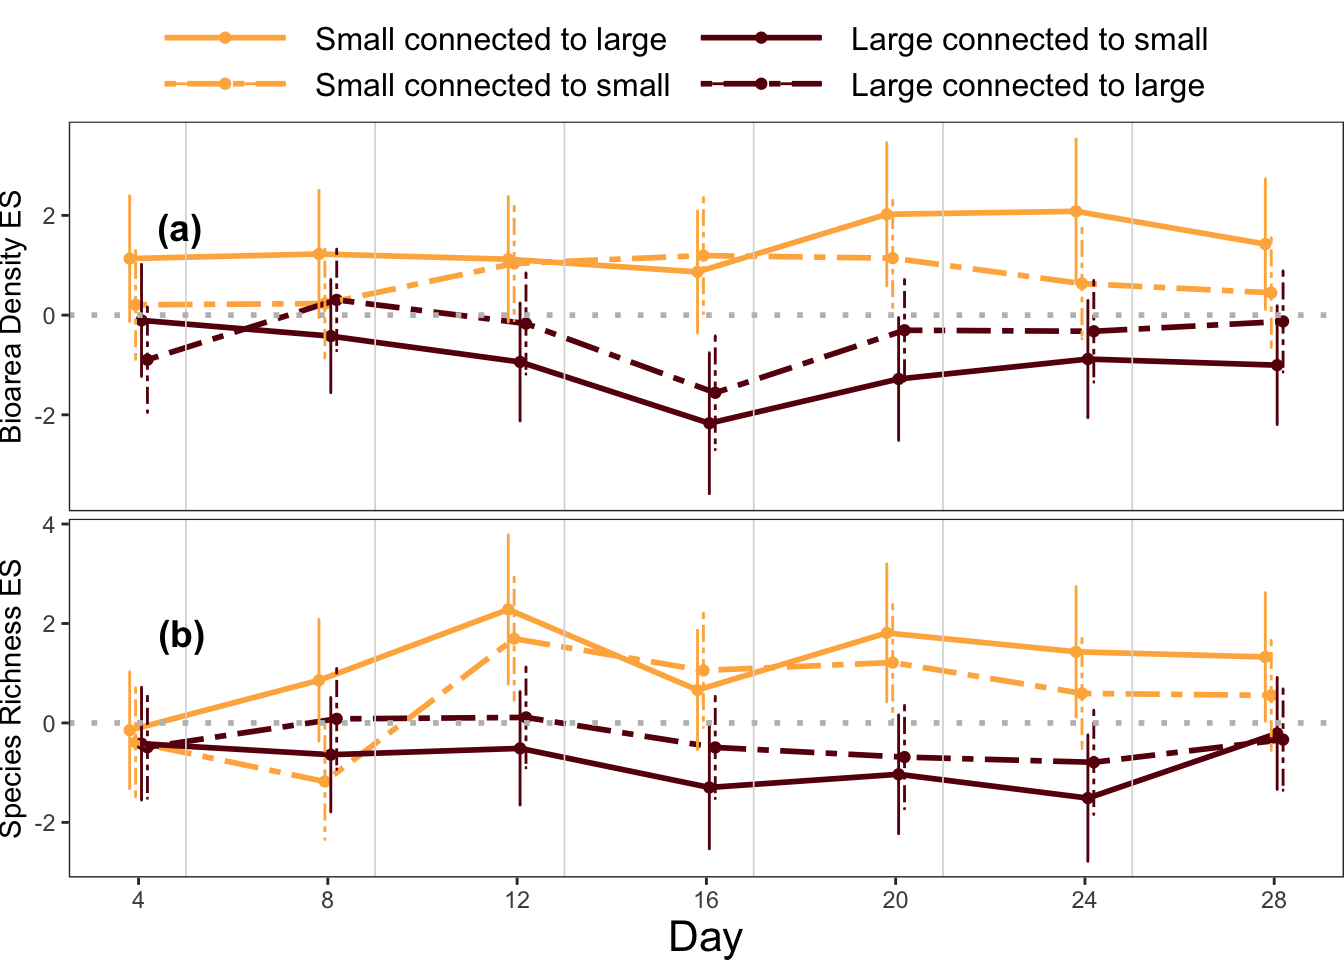 Small connected to large
Large connected to small
Small connected to small
Large connected to large
Bioarea Density ES
2
0
-2
(a)
Species Richness ES
4
2
0
-2
(b)
4 8 12 16 20 24 28
Day